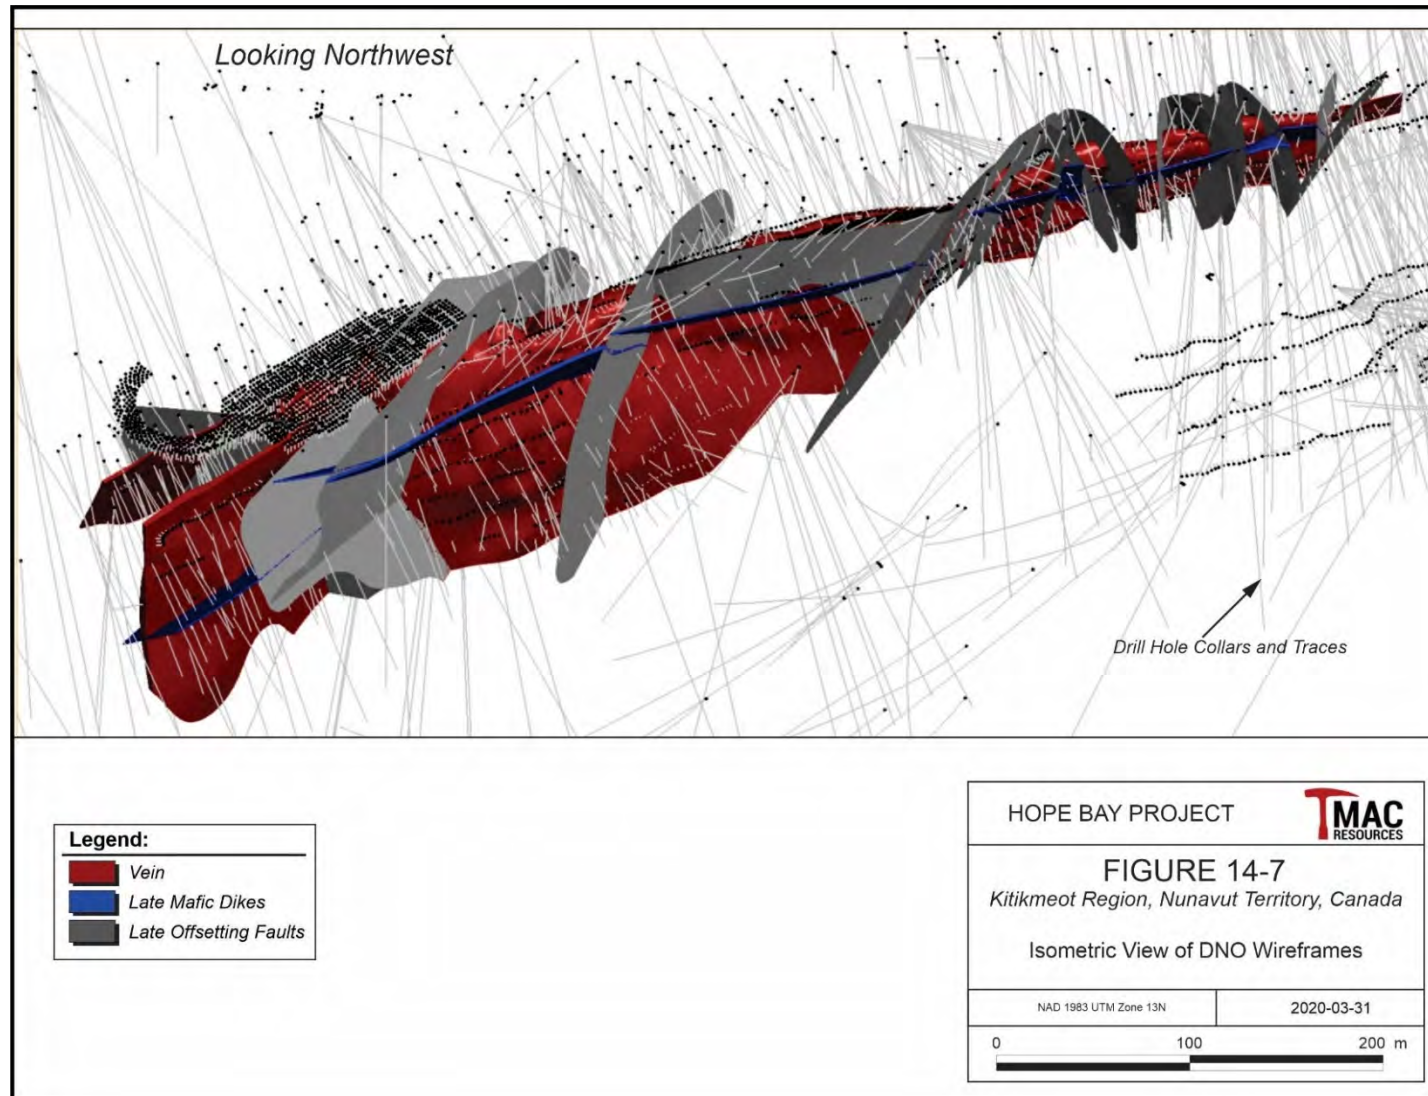 Looking Northwest
Drill Hole Collars and Traces
Legend:
Vein
Late Mafic Dikes
Late Offsetting Faults
HOPE BAY PROJECT
TMAC
RESOURCES
FIGURE 14-7
Kitikmeot Region, Nunavut Territory, Canada
Isometric View of DNO Wireframes
NAD 1983 UTM Zone 13N
2020-03-31
0 100 200 m